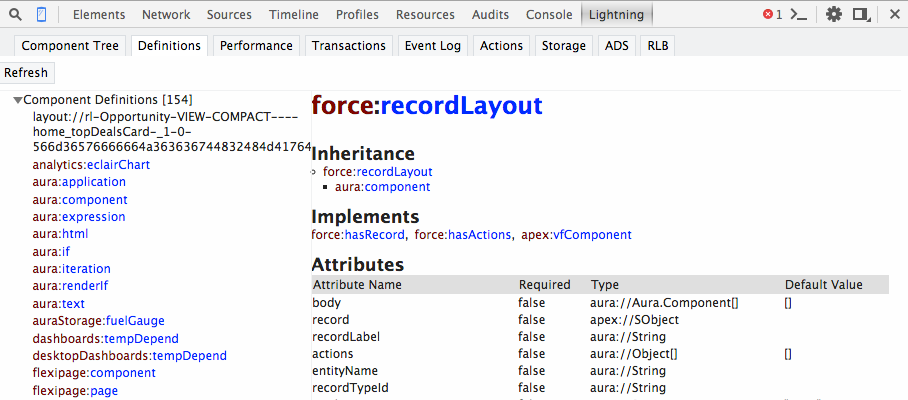 Elements Network Sources Timeline Profiles Resources Audits Console Lightning 1
Component Tree Definitions Performance Transactions Event Log Actions Storage ADS RLB
Refresh
Component Definitions [154]
layout://rl-Opportunity-VIEW-COMPACT----
home_topDealsCard-_1-0-
566d36576666664a363636744832484d41764
analytics:eclairChart
aura:application
aura:component
aura:expression
aura:html
aura:if
aura:iteration
aura:renderIf
aura:text
auraStorage:fuelGauge
dashboards:tempDepend
desktopDashboards:tempDepend
flexipage:component
flexipage:page
force:recordLayout
Inheritance
force:recordLayout
aura:component
Implements
force:hasRecord, force:hasActions, apex:vfComponent
Attributes
Attribute Name Required Type Default Value
body false aura://Aura.Component[] []
record false apex://SObject
recordLabel false aura://String
actions false aura://Object[] []
entityName false aura://String
recordTypeId false aura://String